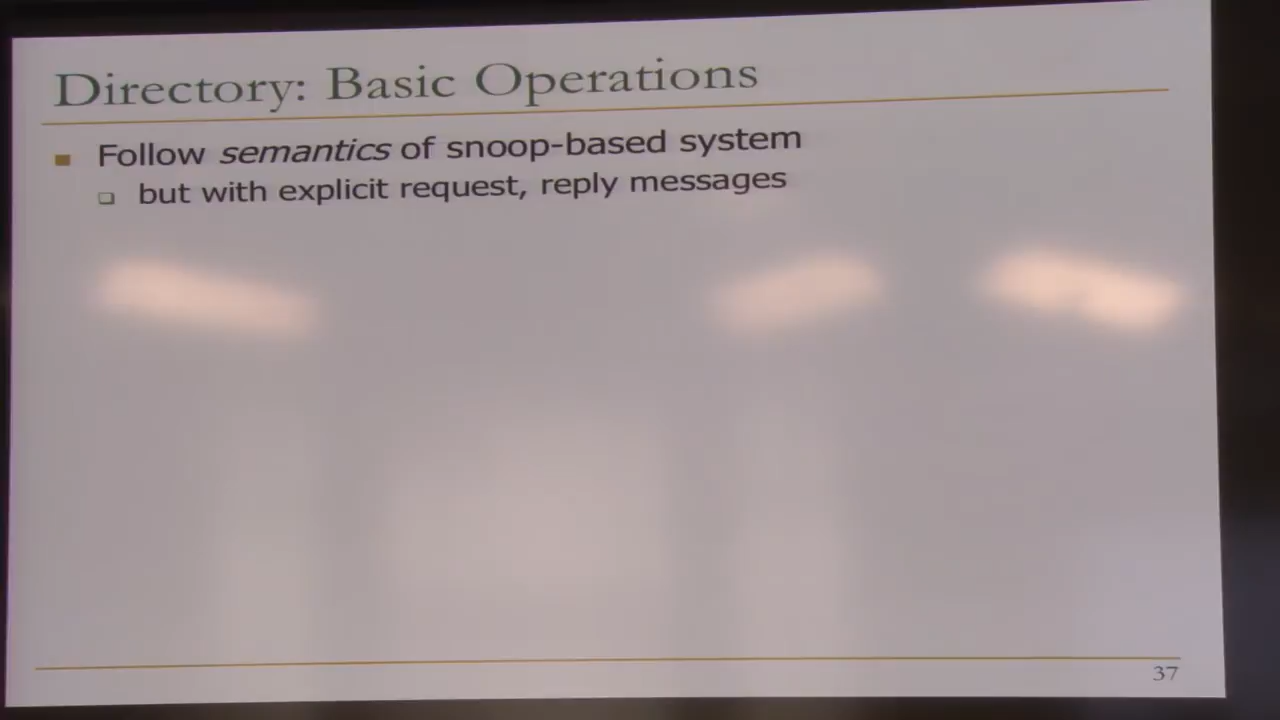 Directory: Basic Operations
Follow semantics of snoop-based system
but with explicit request, reply messages
37